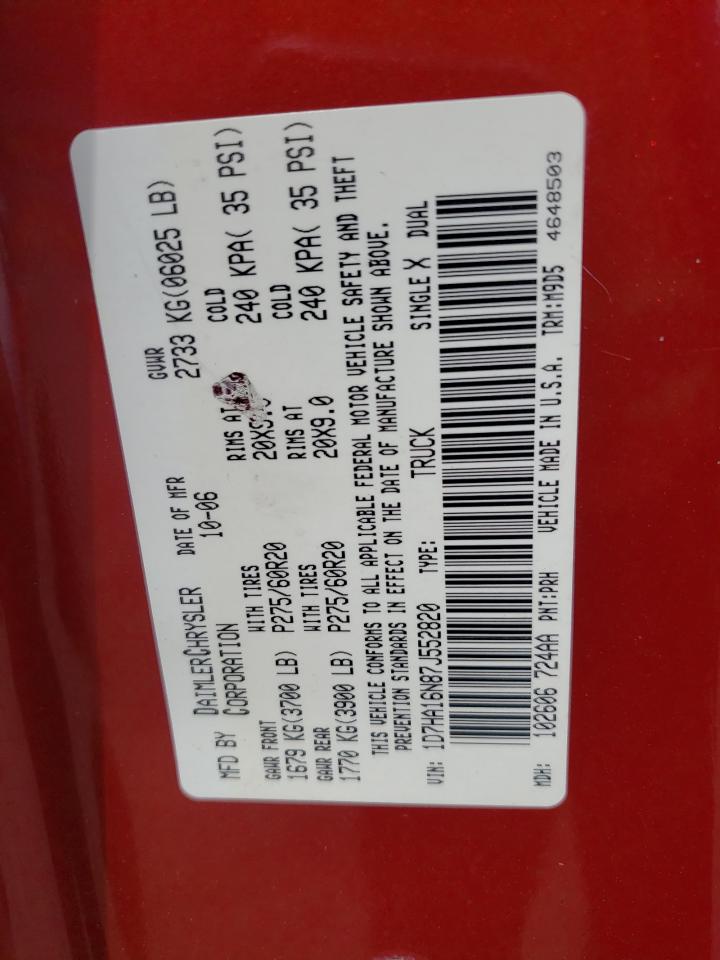 MFD BY DAIMLERCHRYSLER CORPORATION DATE OF MFR 10-06 GVWR 2733 KG(06025 LB)
GAWR FRONT WITH TIRES RIMS AT COLD
1679 KG(3700 LB) P275/60R20 240 KPA( 35 PSI)
GAWR REAR WITH TIRES RIMS AT COLD
1770 KG(3900 LB) P275/60R20 20X9.0 240 KPA( 35 PSI)
THIS VEHICLE CONFORMS TO ALL APPLICABLE FEDERAL MOTOR VEHICLE SAFETY AND THEFT
PREVENTION STANDARDS IN EFFECT ON THE DATE OF MANUFACTURE SHOWN ABOVE.
VIN: 1D7HA16N87J552820 TYPE: TRUCK SINGLE X DUAL
MDH: 102606 724AA PNT:PRH VEHICLE MADE IN U.S.A. TRM:M9D5
4648503